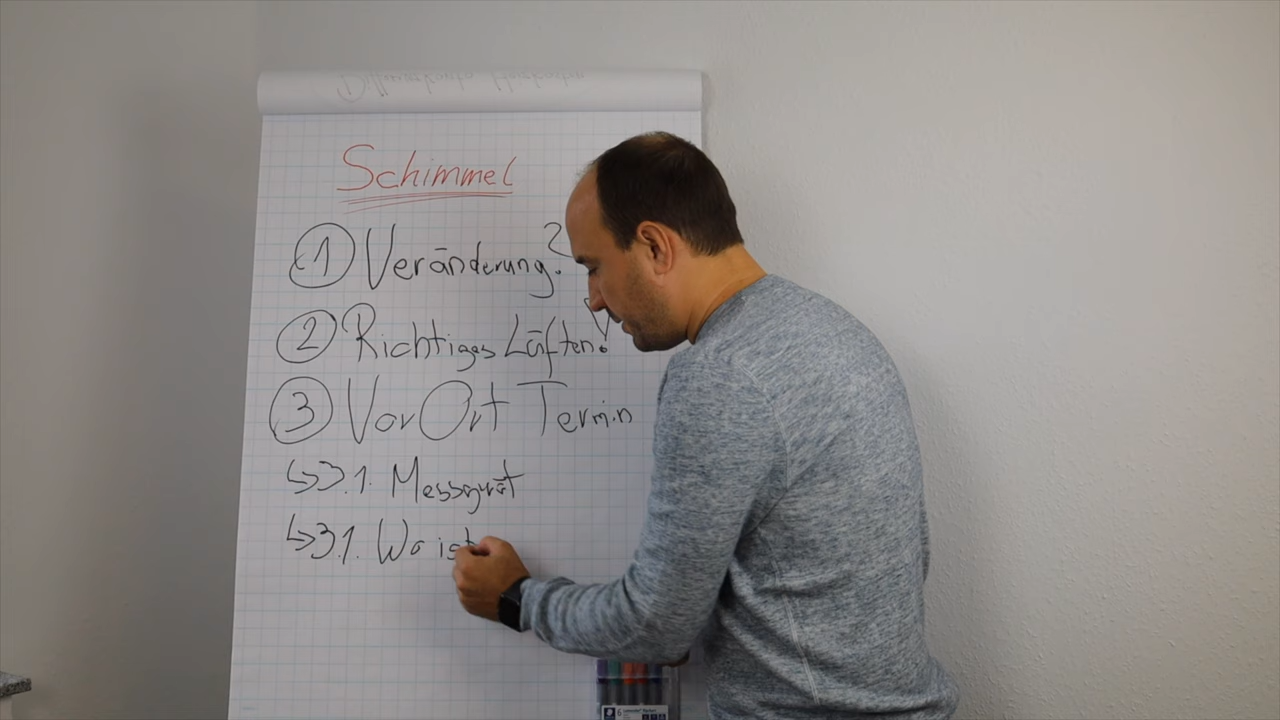 Schimmel
1 Veränderung?
2 Richtiges Lüften!
3 Vor Ort Termin
↳ 3.1. Messgerät
↳ 3.1. Wo ist